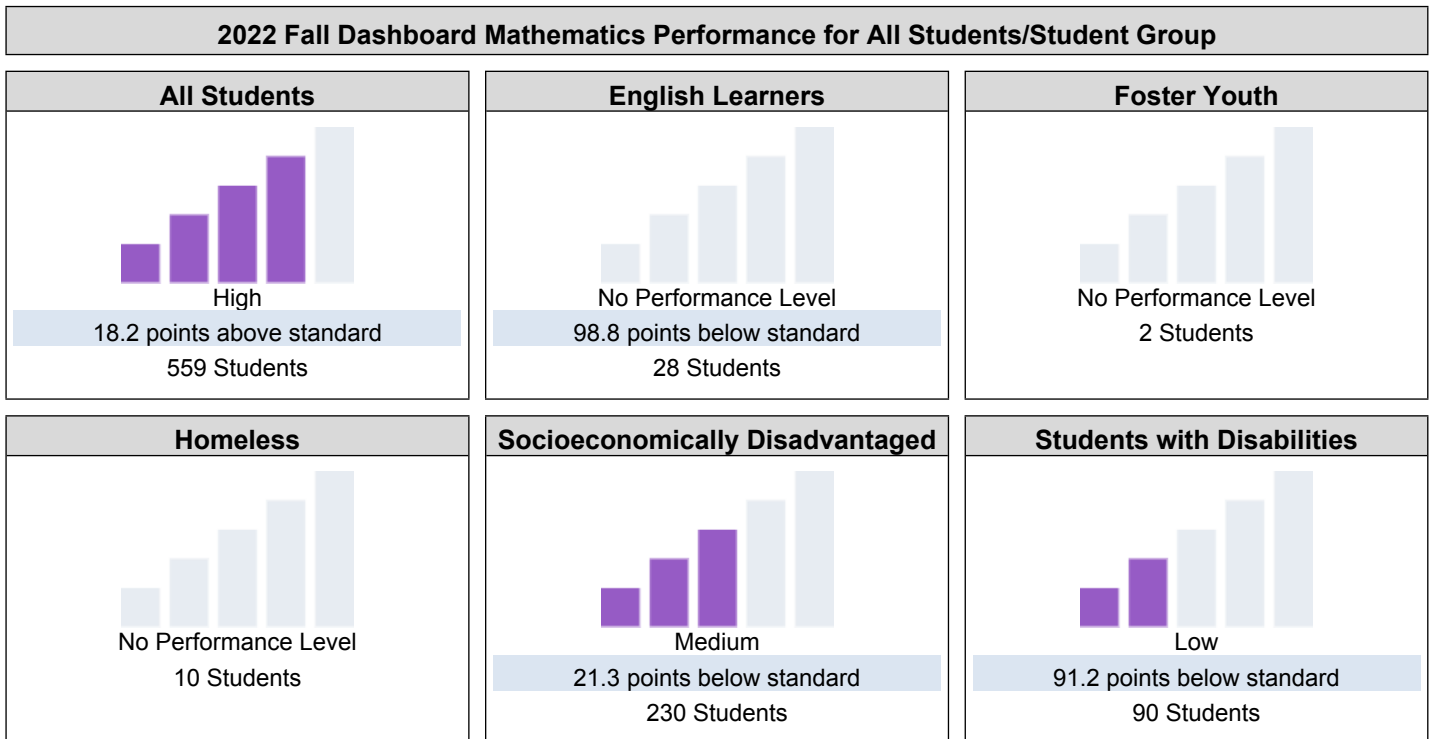 2022 Fall Dashboard Mathematics Performance for All Students/Student Group
All Students
High
18.2 points above standard
559 Students
English Learners
No Performance Level
98.8 points below standard
28 Students
Foster Youth
No Performance Level
2 Students
Homeless
No Performance Level
10 Students
Socioeconomically Disadvantaged
Medium
21.3 points below standard
230 Students
Students with Disabilities
Low
91.2 points below standard
90 Students